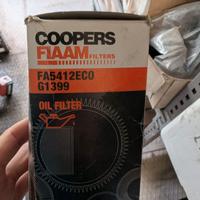 COOPERS
FIAAM FILTERS
FA5412ECO
G1399
OIL FILTER